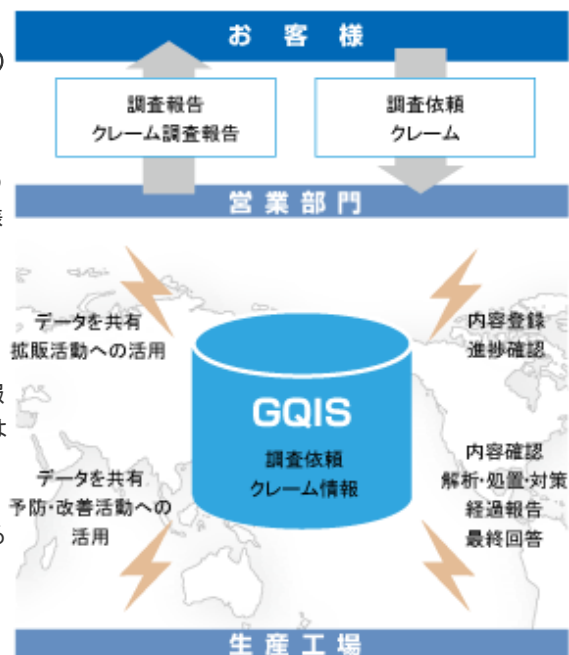 お客様
調査報告
クレーム調査報告
調査依頼
クレーム
営業部門
データを共有
拡販活動への活用
内容登録
進捗確認
GQIS
調査依頼
クレーム情報
データを共有
予防・改善活動への
活用
内容確認
解析・処置・対策
経過報告
最終回答
生産工場